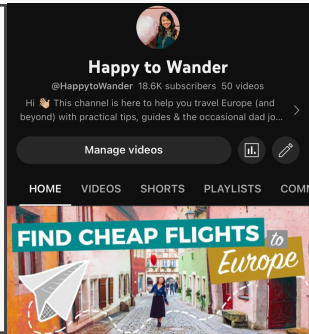 Happy to Wander
@HappytoWander 18.6K subscribers 50 videos
Hi 👋🏼 This channel is here to help you travel Europe (and
beyond) with practical tips, guides & the occasional dad jo...
Manage videos
HOME VIDEOS SHORTS PLAYLISTS COMM
FIND CHEAP FLIGHTS to
Europe